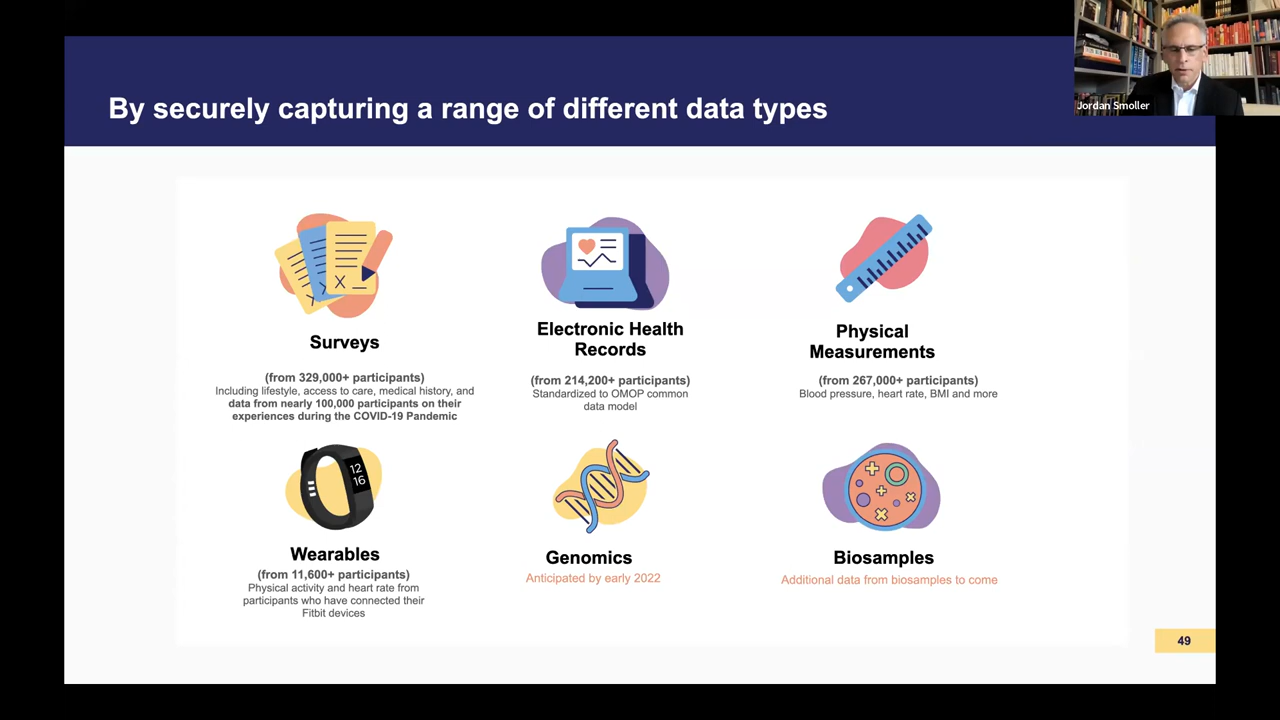 By securely capturing a range of different data types
Jordan Smoller
Surveys
(from 329,000+ participants)
Including lifestyle, access to care, medical history, and
data from nearly 100,000 participants on their
experiences during the COVID-19 Pandemic
Electronic Health
Records
(from 214,200+ participants)
Standardized to OMOP common
data model
Physical
Measurements
(from 267,000+ participants)
Blood pressure, heart rate, BMI and more
12
16
Wearables
(from 11,600+ participants)
Physical activity and heart rate from
participants who have connected their
Fitbit devices
Genomics
Anticipated by early 2022
Biosamples
Additional data from biosamples to come
49